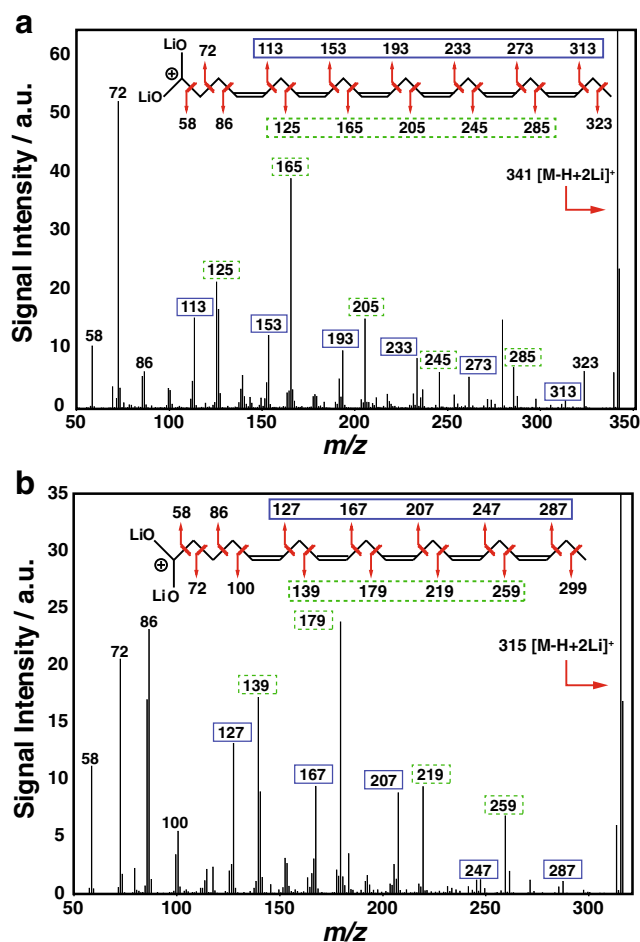 a
Signal Intensity / a.u.
60
50
40
30
20
10
0
LiO
LiO
⊕
72 113 153 193 233 273 313
58 86 125 165 205 245 285 323
72
165
341 [M-H+2Li]+
125
113
205
153
58
193
86
233
245
273
285
323
313
50 100 150 200 250 300 350
m/z
b
Signal Intensity / a.u.
35
30
25
20
15
10
5
0
58 86 127 167 207 247 287
LiO
⊕
LiO
72 100 139 179 219 259 299
179
86
72
315 [M-H+2Li]+
139
127
58
167
207
219
259
100
247
287
50 100 150 200 250 300
m/z